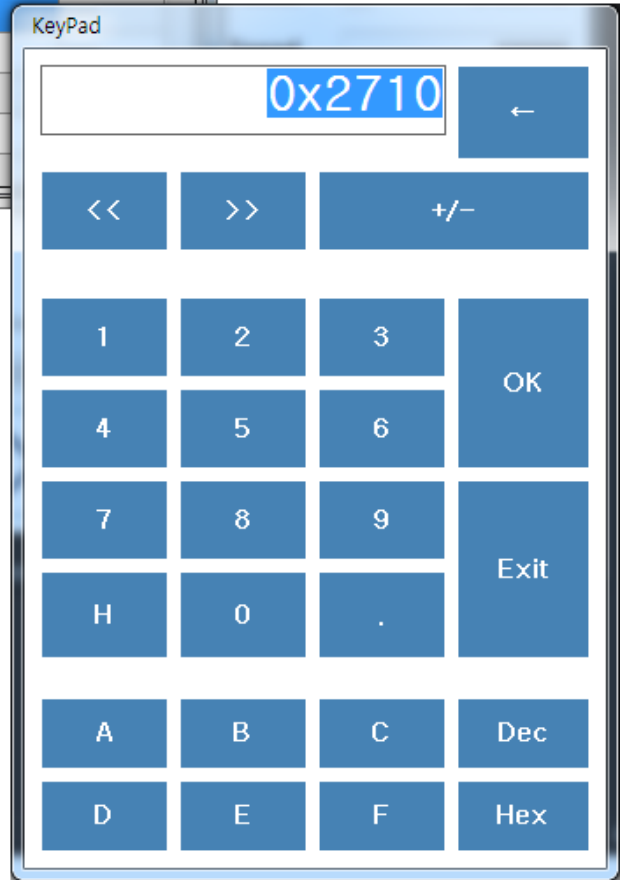 KeyPad
0x2710 ←
<< >> +/-
1 2 3
OK
4 5 6
7 8 9
Exit
H 0 .
A B C Dec
D E F Hex